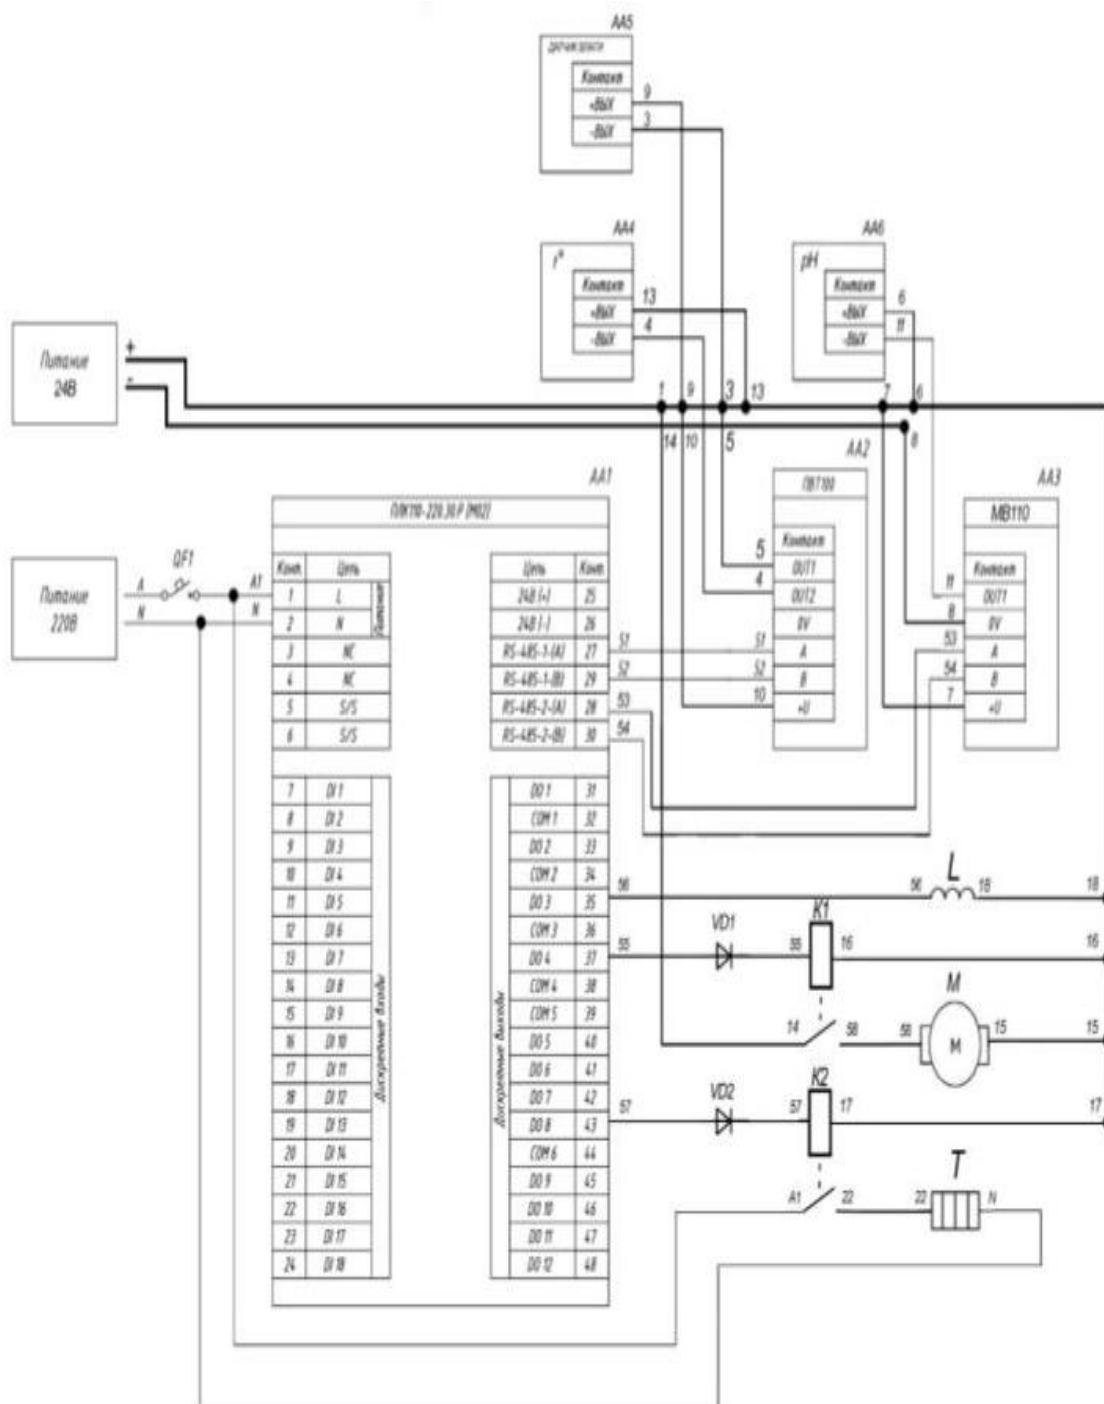 AA5
ДАТЧИК ВЛАГИ
Контакт
+ВЫХ 9
-ВЫХ 3
AA4
t°
Контакт
+ВЫХ 13
-ВЫХ 4
AA6
pH
Контакт
+ВЫХ 6
-ВЫХ 11
Питание
24В
+
-
1 9 3 13 7 6
14 10 5 8
AA2
ПВТ100
Контакт
5 OUT1
4 OUT2
0V
51 A
52 B
10 +U
AA3
МВ110
Контакт
11 OUT1
8 0V
53 A
54 B
7 +U
Питание
220В
A QF1 A1
N N
AA1
ПЛК110-220.30.Р (М02)
Конт. Цепь
1 L
2 N
Питание
3 NC
4 NC
5 S/S
6 S/S
7 DI 1
8 DI 2
9 DI 3
10 DI 4
11 DI 5
12 DI 6
13 DI 7
14 DI 8
15 DI 9
16 DI 10
17 DI 11
18 DI 12
19 DI 13
20 DI 14
21 DI 15
22 DI 16
23 DI 17
24 DI 18
Дискретные входы
Цепь Конт.
24В (+) 25
24В (-) 26
RS-485-1-(A) 27 51
RS-485-1-(B) 29 52
RS-485-2-(A) 28 53
RS-485-2-(B) 30 54
Дискретные выходы
DO 1 31
COM 1 32
DO 2 33
COM 2 34
DO 3 35
COM 3 36
DO 4 37
COM 4 38
COM 5 39
DO 5 40
DO 6 41
DO 7 42
DO 8 43
COM 6 44
DO 9 45
DO 10 46
DO 11 47
DO 12 48
L
56 56 18 18
VD1 K1
55 55 16 16
M
14 58 58 M 15 15
VD2 K2
57 57 17 17
T
A1 22 22 N